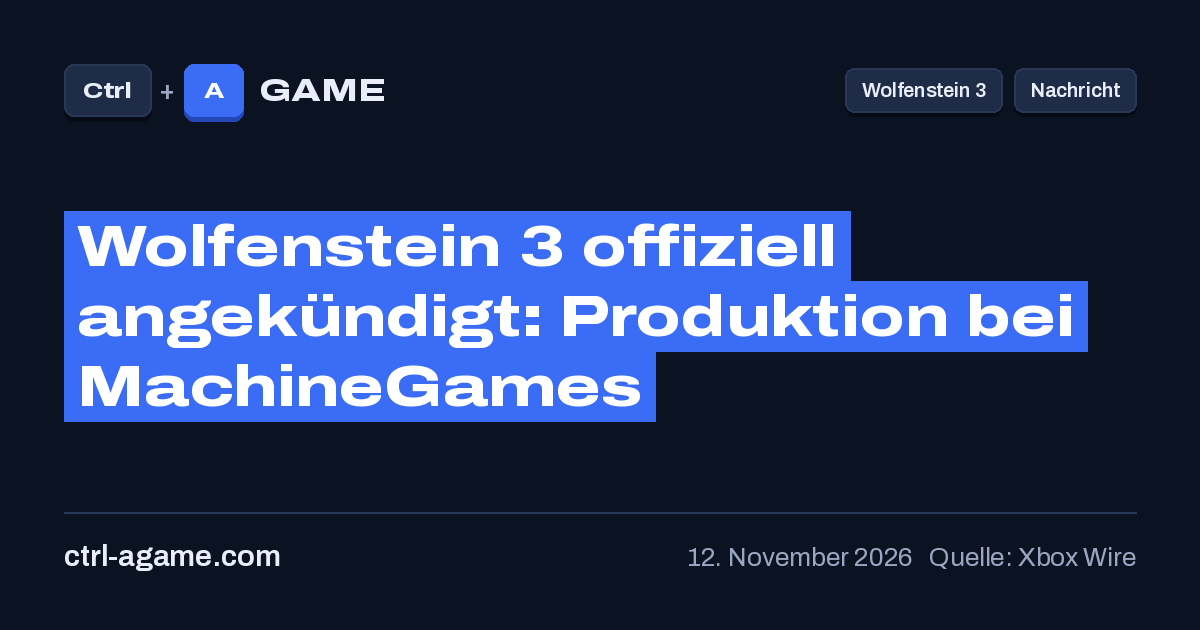 Ctrl + A GAME
Wolfenstein 3 Nachricht
Wolfenstein 3 offiziell
angekündigt: Produktion bei
MachineGames
ctrl-agame.com
12. November 2026 Quelle: Xbox Wire